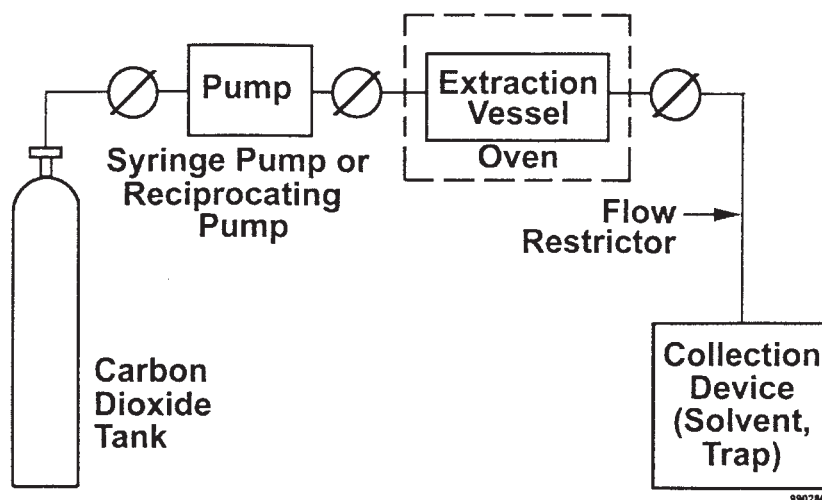 Pump
Syringe Pump or
Reciprocating
Pump
Extraction
Vessel
Oven
Flow
Restrictor
Carbon
Dioxide
Tank
Collection
Device
(Solvent,
Trap)